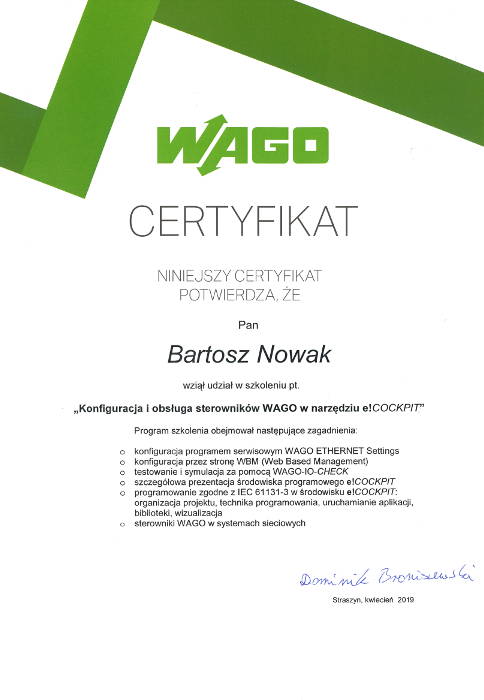 WAGO
CERTYFIKAT
NINIEJSZY CERTYFIKAT
POTWIERDZA, ŻE
Pan
Bartosz Nowak
wziął udział w szkoleniu pt.
„Konfiguracja i obsługa sterowników WAGO w narzędziu e!COCKPIT”
Program szkolenia obejmował następujące zagadnienia:
o konfiguracja programem serwisowym WAGO ETHERNET Settings
o konfiguracja przez stronę WBM (Web Based Management)
o testowanie i symulacja za pomocą WAGO-IO-CHECK
o szczegółowa prezentacja środowiska programowego e!COCKPIT
o programowanie zgodne z IEC 61131-3 w środowisku e!COCKPIT:
organizacja projektu, technika programowania, uruchamianie aplikacji,
biblioteki, wizualizacja
o sterowniki WAGO w systemach sieciowych
Dominik Broniszewski
Straszyn, kwiecień 2019